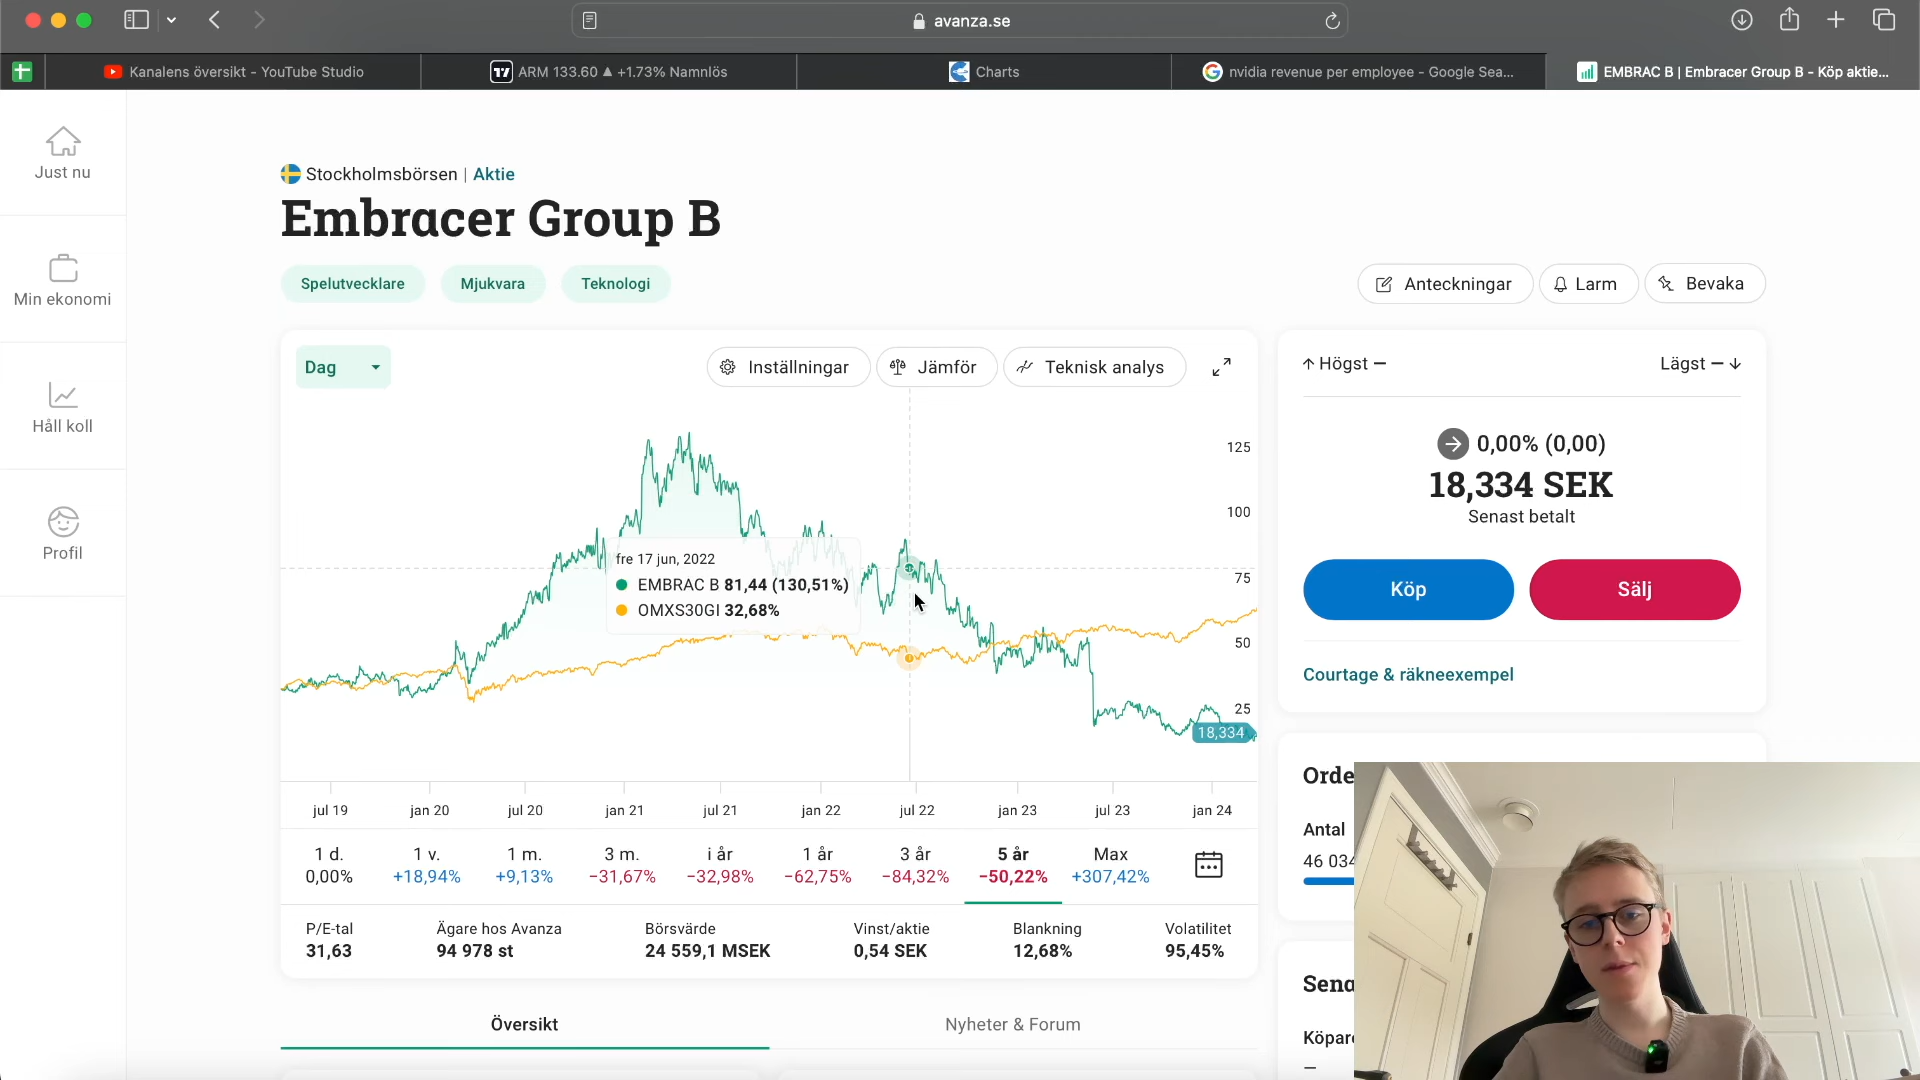 avanza.se
Kanalens översikt - YouTube Studio
ARM 133.60 ▲ +1.73% Namnlös
Charts
nvidia revenue per employee - Google Sea...
EMBRAC B | Embracer Group B - Köp aktie...
Just nu
Min ekonomi
Håll koll
Profil
Stockholmsbörsen | Aktie
Embracer Group B
Spelutvecklare
Mjukvara
Teknologi
Anteckningar
Larm
Bevaka
Dag
Inställningar
Jämför
Teknisk analys
125
100
75
50
25
18,334
fre 17 jun, 2022
EMBRAC B 81,44 (130,51%)
OMXS30GI 32,68%
jul 19
jan 20
jul 20
jan 21
jul 21
jan 22
jul 22
jan 23
jul 23
jan 24
1 d.
0,00%
1 v.
+18,94%
1 m.
+9,13%
3 m.
−31,67%
i år
−32,98%
1 år
−62,75%
3 år
−84,32%
5 år
−50,22%
Max
+307,42%
P/E-tal
31,63
Ägare hos Avanza
94 978 st
Börsvärde
24 559,1 MSEK
Vinst/aktie
0,54 SEK
Blankning
12,68%
Volatilitet
95,45%
Översikt
Nyheter & Forum
↑ Högst –
Lägst – ↓
0,00% (0,00)
18,334 SEK
Senast betalt
Köp
Sälj
Courtage & räkneexempel
Orde
Antal
46 034
Sena
Köpare
–